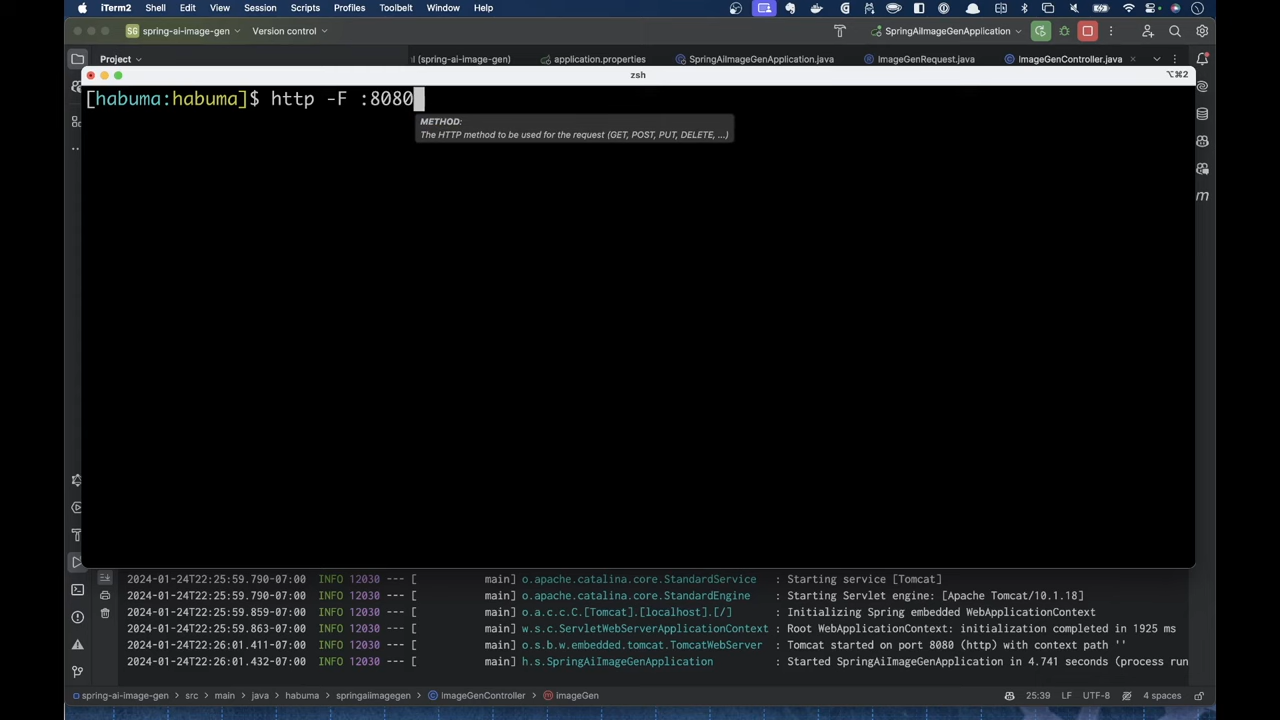 iTerm2 Shell Edit View Session Scripts Profiles Toolbelt Window Help
SG spring-ai-image-gen Version control SpringAiImageGenApplication
Project l (spring-ai-image-gen) application.properties SpringAiImageGenApplication.java ImageGenRequest.java ImageGenController.java
zsh ⌥⌘2
[habuma:habuma]$ http -F :8080
METHOD:
The HTTP method to be used for the request (GET, POST, PUT, DELETE, ...)
m
2024-01-24T22:25:59.790-07:00 INFO 12030 --- [ main] o.apache.catalina.core.StandardService : Starting service [Tomcat]
2024-01-24T22:25:59.790-07:00 INFO 12030 --- [ main] o.apache.catalina.core.StandardEngine : Starting Servlet engine: [Apache Tomcat/10.1.18]
2024-01-24T22:25:59.859-07:00 INFO 12030 --- [ main] o.a.c.c.C.[Tomcat].[localhost].[/] : Initializing Spring embedded WebApplicationContext
2024-01-24T22:25:59.863-07:00 INFO 12030 --- [ main] w.s.c.ServletWebServerApplicationContext : Root WebApplicationContext: initialization completed in 1925 ms
2024-01-24T22:26:01.411-07:00 INFO 12030 --- [ main] o.s.b.w.embedded.tomcat.TomcatWebServer : Tomcat started on port 8080 (http) with context path ''
2024-01-24T22:26:01.432-07:00 INFO 12030 --- [ main] h.s.SpringAiImageGenApplication : Started SpringAiImageGenApplication in 4.741 seconds (process run
spring-ai-image-gen > src > main > java > habuma > springaiimagegen > ImageGenController > ImageGen 25:39 LF UTF-8 4 spaces